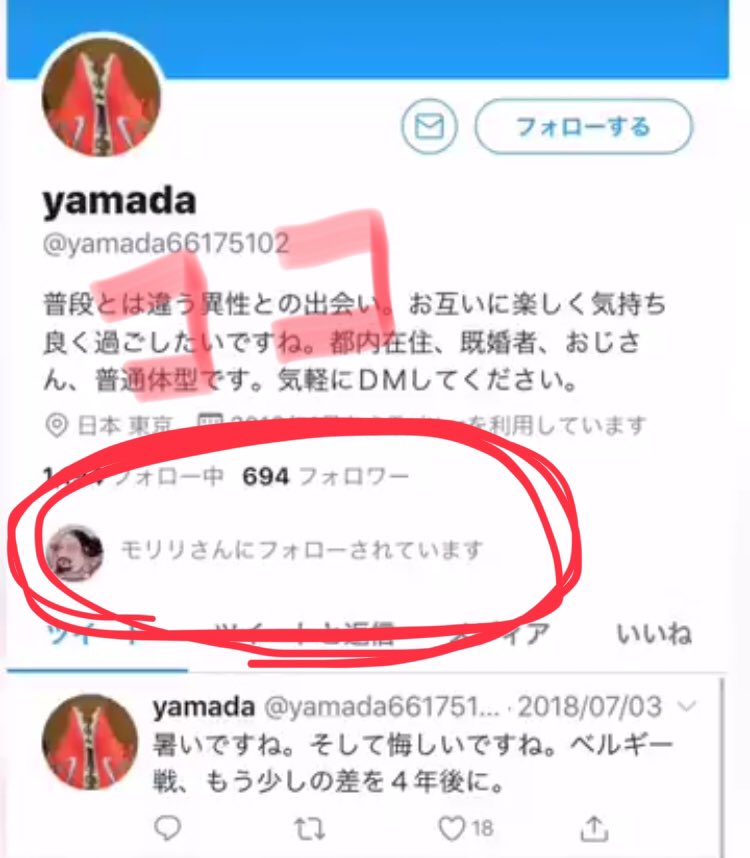 フォローする
yamada
@yamada66175102
ココ
普段とは違う異性との出会い。お互いに楽しく気持ち
良く過ごしたいですね。都内在住、既婚者、おじさ
ん、普通体型です。気軽にDMしてください。
日本 東京 を利用しています
フォロー中 694 フォロワー
モリリさんにフォローされています
ツイート ツイートと返信 メディア いいね
yamada @yamada661751... · 2018/07/03
暑いですね。そして悔しいですね。ベルギー
戦、もう少しの差を４年後に。
18